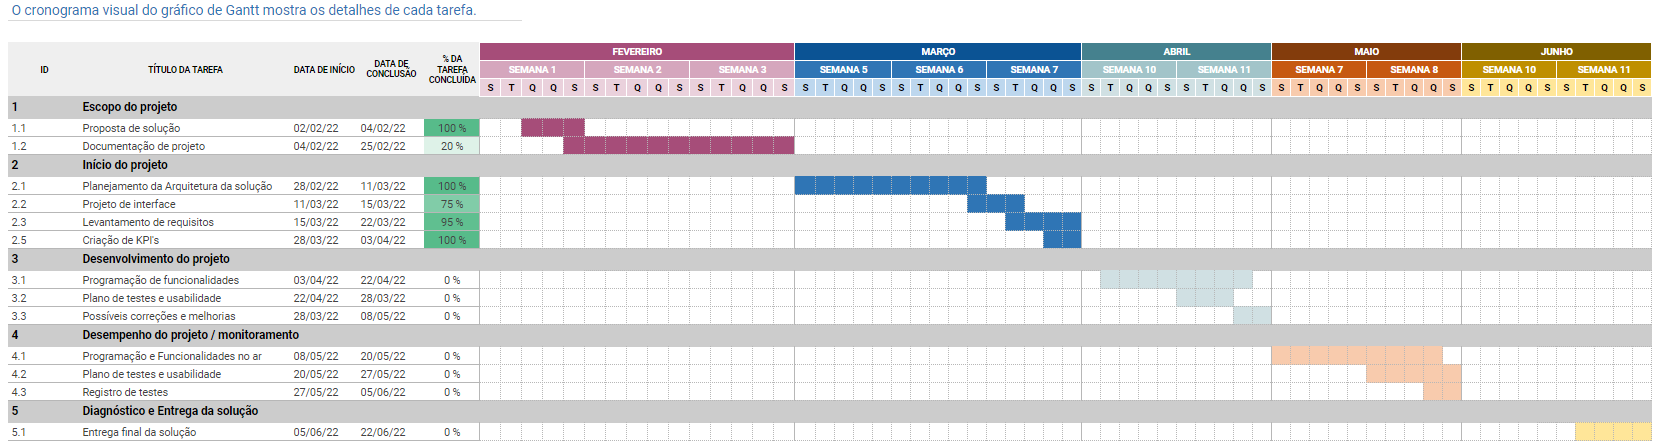 O cronograma visual do gráfico de Gantt mostra os detalhes de cada tarefa.
ID TÍTULO DA TAREFA DATA DE INÍCIO DATA DE CONCLUSÃO % DA TAREFA CONCLUÍDA FEVEREIRO MARÇO ABRIL MAIO JUNHO
SEMANA 1 SEMANA 2 SEMANA 3 SEMANA 5 SEMANA 6 SEMANA 7 SEMANA 10 SEMANA 11 SEMANA 7 SEMANA 8 SEMANA 10 SEMANA 11
S T Q Q S S T Q Q S S T Q Q S S T Q Q S S T Q Q S S T Q Q S S T Q Q S S T Q Q S S T Q Q S S T Q Q S S T Q Q S S T Q Q S
1 Escopo do projeto
1.1 Proposta de solução 02/02/22 04/02/22 100 %
1.2 Documentação de projeto 04/02/22 25/02/22 20 %
2 Início do projeto
2.1 Planejamento da Arquitetura da solução 28/02/22 11/03/22 100 %
2.2 Projeto de interface 11/03/22 15/03/22 75 %
2.3 Levantamento de requisitos 15/03/22 22/03/22 95 %
2.5 Criação de KPI's 28/03/22 03/04/22 100 %
3 Desenvolvimento do projeto
3.1 Programação de funcionalidades 03/04/22 22/04/22 0 %
3.2 Plano de testes e usabilidade 22/04/22 28/03/22 0 %
3.3 Possíveis correções e melhorias 28/03/22 08/05/22 0 %
4 Desempenho do projeto / monitoramento
4.1 Programação e Funcionalidades no ar 08/05/22 20/05/22 0 %
4.2 Plano de testes e usabilidade 20/05/22 27/05/22 0 %
4.3 Registro de testes 27/05/22 05/06/22 0 %
5 Diagnóstico e Entrega da solução
5.1 Entrega final da solução 05/06/22 22/06/22 0 %